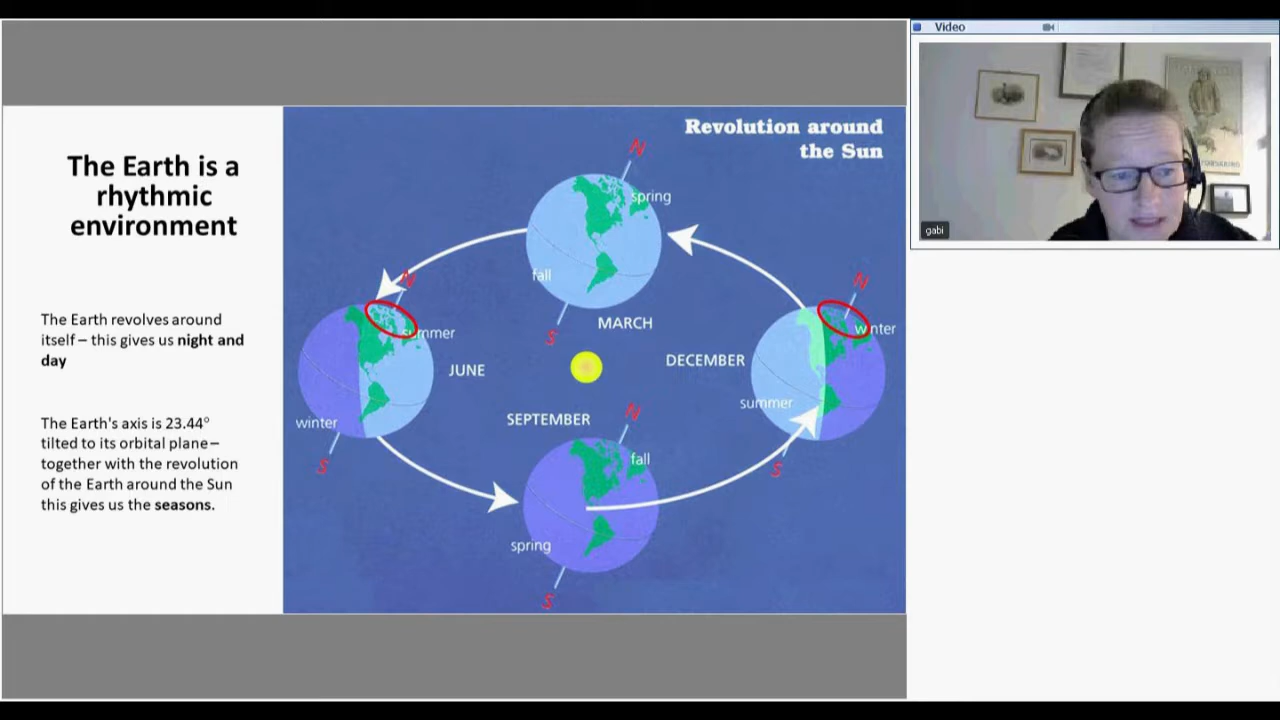 The Earth is a
rhythmic
environment
The Earth revolves around
itself – this gives us night and
day
The Earth's axis is 23.44°
tilted to its orbital plane –
together with the revolution
of the Earth around the Sun
this gives us the seasons.
Revolution around
the Sun
N
spring
fall
S
MARCH
N
summer
JUNE
winter
S
N
winter
DECEMBER
summer
S
SEPTEMBER
N
fall
spring
S
Video
gabi